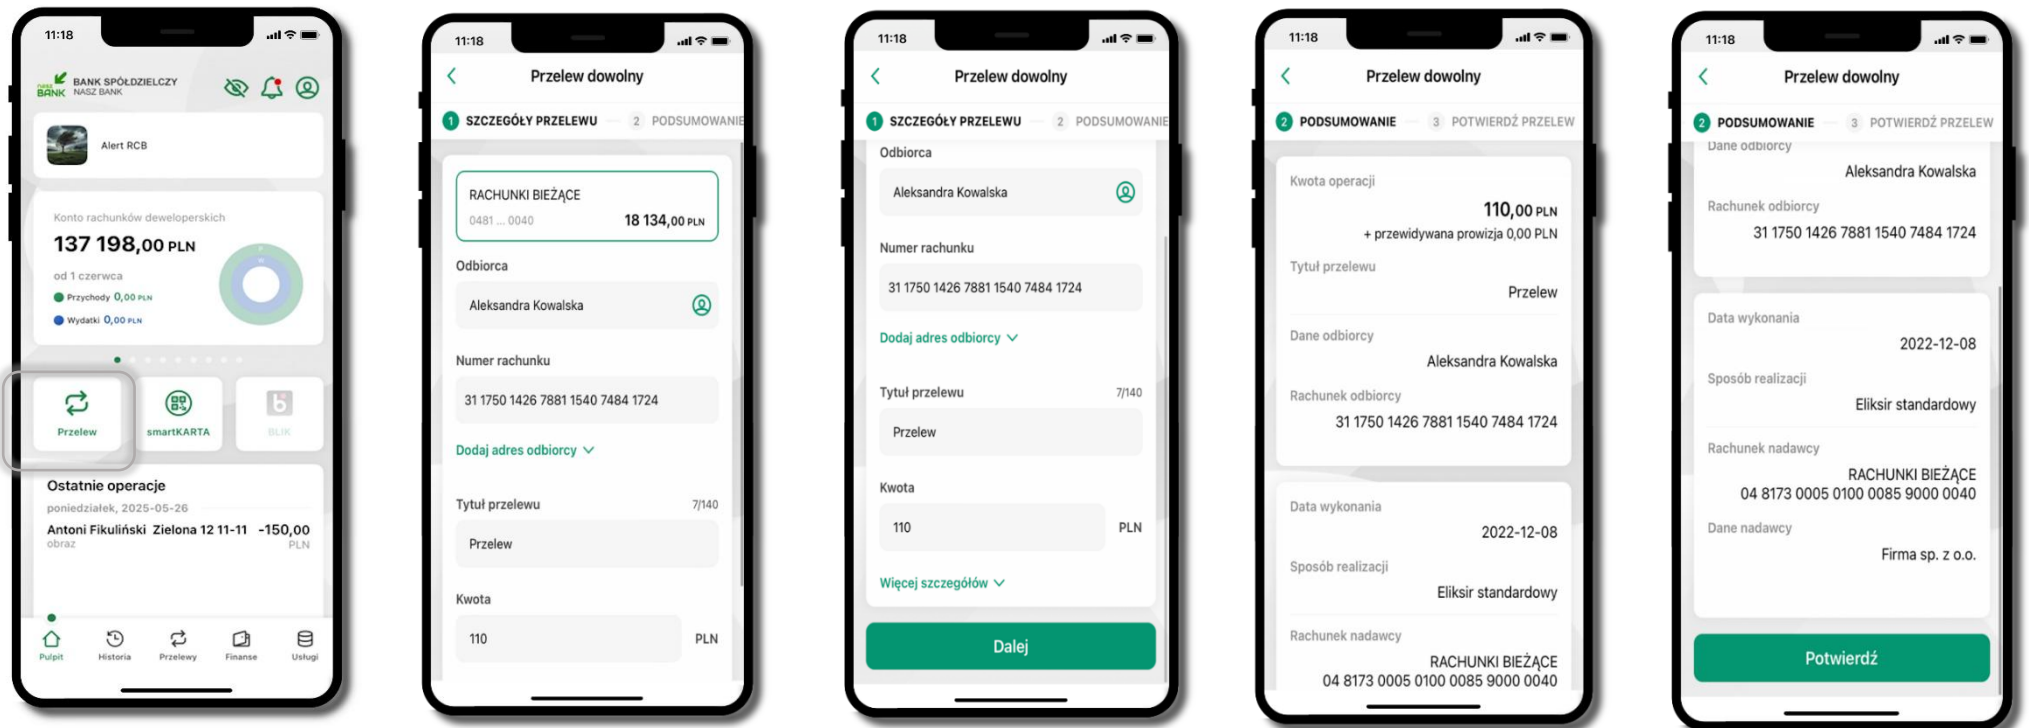 11:18
NASZ BANK
BANK SPÓŁDZIELCZY
NASZ BANK
Alert RCB
Konto rachunków deweloperskich
137 198,00 PLN
od 1 czerwca
Przychody 0,00 PLN
Wydatki 0,00 PLN
Przelew
smartKARTA
BLIK
Ostatnie operacje
poniedziałek, 2025-05-26
Antoni Fikuliński Zielona 12 11-11 -150,00
obraz PLN
Pulpit Historia Przelewy Finanse Usługi
11:18
Przelew dowolny
1 SZCZEGÓŁY PRZELEWU 2 PODSUMOWANIE
RACHUNKI BIEŻĄCE
0481 ... 0040 18 134,00 PLN
Odbiorca
Aleksandra Kowalska
Numer rachunku
31 1750 1426 7881 1540 7484 1724
Dodaj adres odbiorcy
Tytuł przelewu 7/140
Przelew
Kwota
110 PLN
11:18
Przelew dowolny
1 SZCZEGÓŁY PRZELEWU 2 PODSUMOWANIE
Odbiorca
Aleksandra Kowalska
Numer rachunku
31 1750 1426 7881 1540 7484 1724
Dodaj adres odbiorcy
Tytuł przelewu 7/140
Przelew
Kwota
110 PLN
Więcej szczegółów
Dalej
11:18
Przelew dowolny
2 PODSUMOWANIE 3 POTWIERDŹ PRZELEW
Kwota operacji
110,00 PLN
+ przewidywana prowizja 0,00 PLN
Tytuł przelewu
Przelew
Dane odbiorcy
Aleksandra Kowalska
Rachunek odbiorcy
31 1750 1426 7881 1540 7484 1724
Data wykonania
2022-12-08
Sposób realizacji
Eliksir standardowy
Rachunek nadawcy
RACHUNKI BIEŻĄCE
04 8173 0005 0100 0085 9000 0040
11:18
Przelew dowolny
2 PODSUMOWANIE 3 POTWIERDŹ PRZELEW
Dane odbiorcy
Aleksandra Kowalska
Rachunek odbiorcy
31 1750 1426 7881 1540 7484 1724
Data wykonania
2022-12-08
Sposób realizacji
Eliksir standardowy
Rachunek nadawcy
RACHUNKI BIEŻĄCE
04 8173 0005 0100 0085 9000 0040
Dane nadawcy
Firma sp. z o.o.
Potwierdź